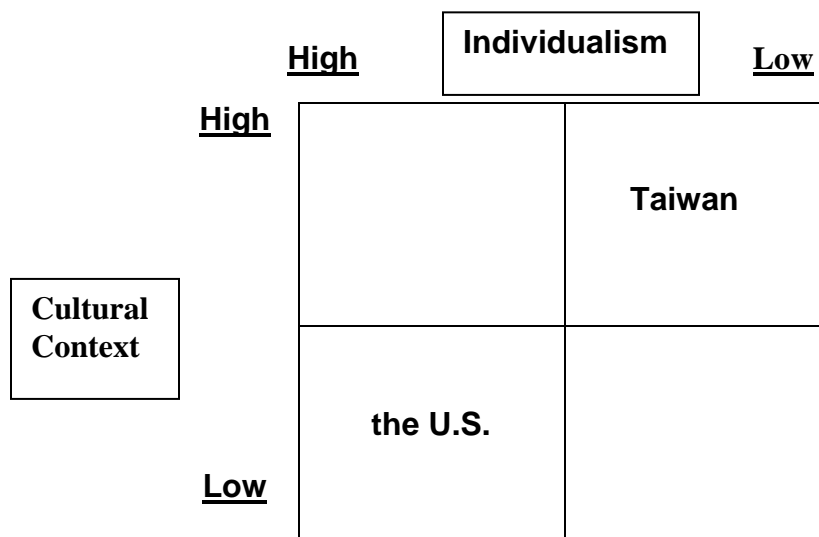 Individualism
High
Low
High
Taiwan
Cultural
Context
the U.S.
Low